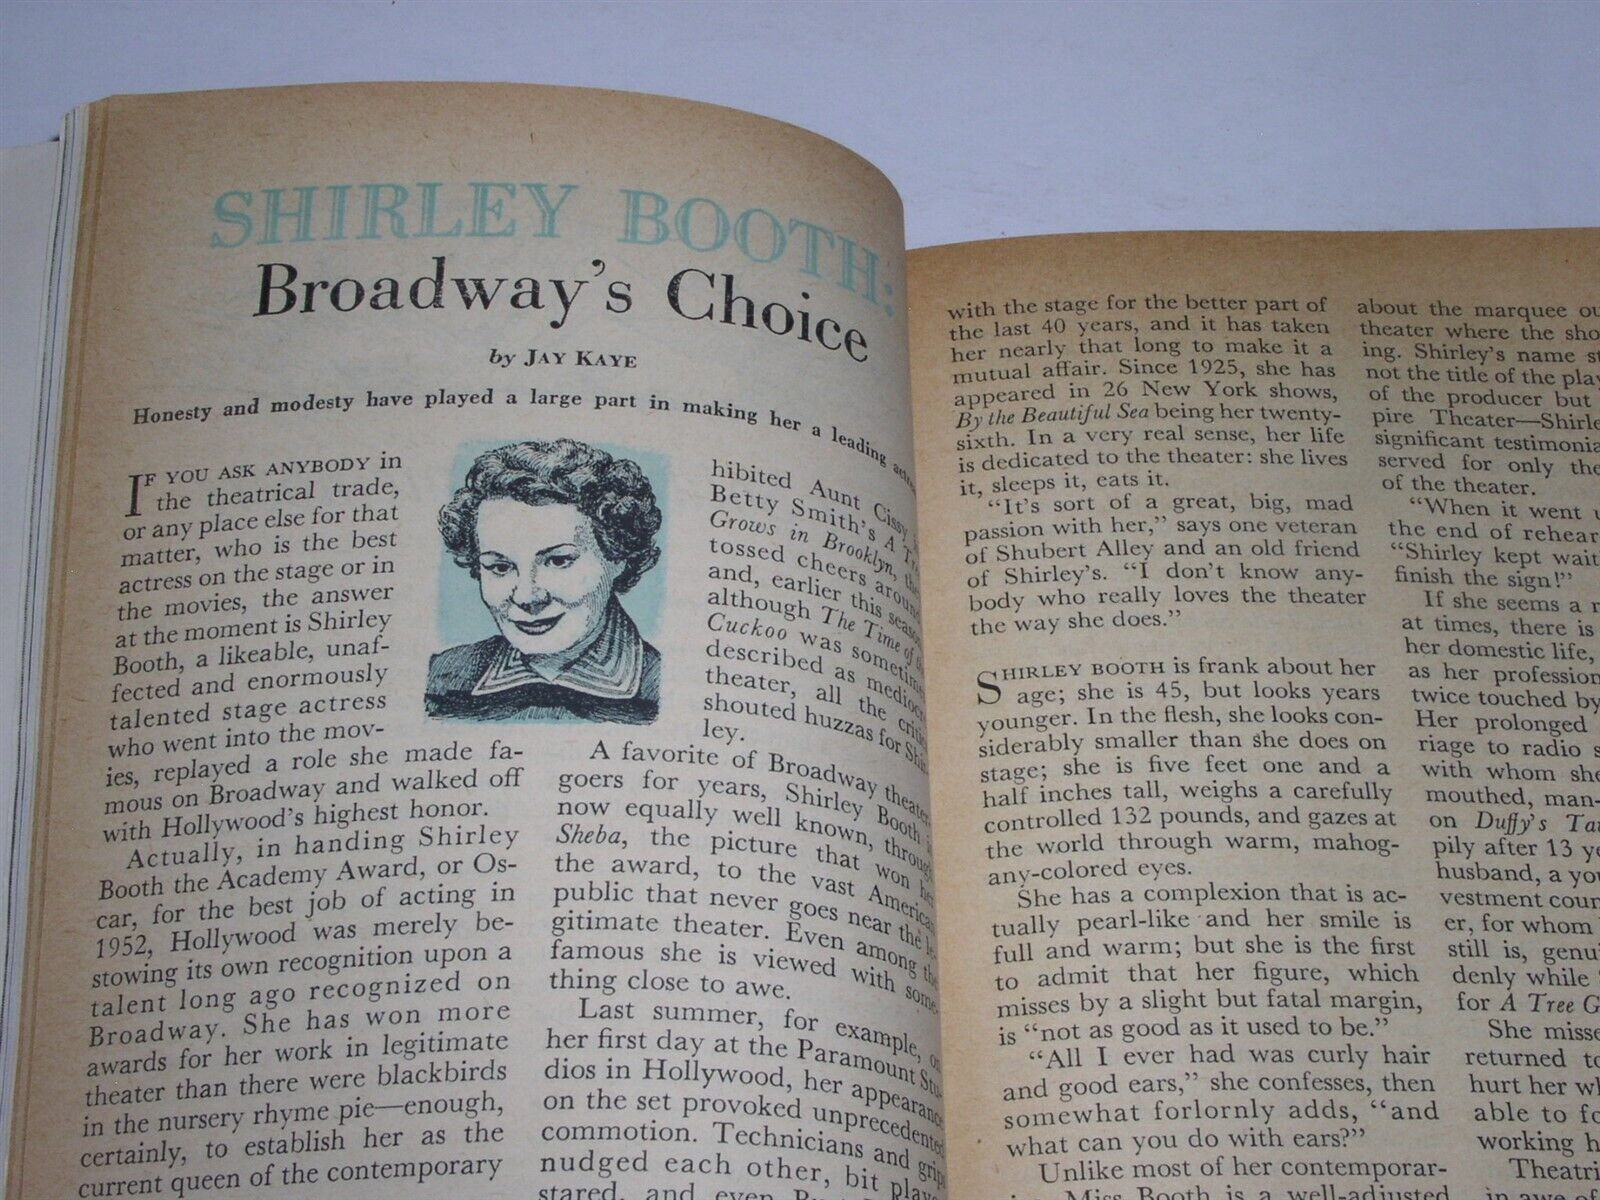 SHIRLEY BOOTH:
Broadway's Choice
by JAY KAYE
Honesty and modesty have played a large part in making her a leading
IF YOU ASK ANYBODY in
the theatrical trade,
or any place else for that
matter, who is the best
actress on the stage or in
the movies, the answer
at the moment is Shirley
Booth, a likeable, unaf-
fected and enormously
talented stage actress
who went into the mov-
ies, replayed a role she made fa-
mous on Broadway and walked off
with Hollywood's highest honor.
Actually, in handing Shirley
Booth the Academy Award, or Os-
car, for the best job of acting in
1952, Hollywood was merely be-
stowing its own recognition upon a
talent long ago recognized on
Broadway. She has won more
awards for her work in legitimate
theater than there were blackbirds
in the nursery rhyme pie—enough,
certainly, to establish her as the
current queen of the contemporary
hibited Aunt Cissy
Betty Smith's A
Grows in Brooklyn,
tossed cheers around
and, earlier this season
although The Time of
Cuckoo was
described as
theater, all the
shouted huzzas for
ley.
A favorite of Broadway theater-
goers for years, Shirley Booth
now equally well known, through
Sheba, the picture that won her
the award, to the vast American
public that never goes near the le-
gitimate theater. Even among the
famous she is viewed with some-
thing close to awe.
Last summer, for example, on
her first day at the Paramount Stu-
dios in Hollywood, her appearance
on the set provoked unprecedented
commotion. Technicians and grips
nudged each other, bit
stared, and even
with the stage for the better part of
the last 40 years, and it has taken
her nearly that long to make it a
mutual affair. Since 1925, she has
appeared in 26 New York shows,
By the Beautiful Sea being her twenty-
sixth. In a very real sense, her life
is dedicated to the theater: she lives
it, sleeps it, eats it.
"It's sort of a great, big, mad
passion with her," says one veteran
of Shubert Alley and an old friend
of Shirley's. "I don't know any-
body who really loves the theater
the way she does."
SHIRLEY BOOTH is frank about her
age; she is 45, but looks years
younger. In the flesh, she looks con-
siderably smaller than she does on
stage; she is five feet one and a
half inches tall, weighs a carefully
controlled 132 pounds, and gazes at
the world through warm, mahog-
any-colored eyes.
She has a complexion that is ac-
tually pearl-like and her smile is
full and warm; but she is the first
to admit that her figure, which
misses by a slight but fatal margin,
is "not as good as it used to be."
"All I ever had was curly hair
and good ears," she confesses, then
somewhat forlornly adds, "and
what can you do with ears?"
Unlike most of her contemporar-
Miss Booth is a well-adjusted
about the marquee
theater where the
ing. Shirley's name
not the title of the
of the producer but
pire
significant
served for only the
of the theater.
"When it went
the end of
"Shirley kept
finish the sign!"
If she seems a
at times, there is
her domestic life,
as her
twice touched by
Her prolonged
riage to radio
with whom she
mouthed, man-
on Duffy's
pily after 13
husband, a
vestment
er, for whom
still is,
denly while
for A Tree
She
returned
hurt her
able to
working
in awe of